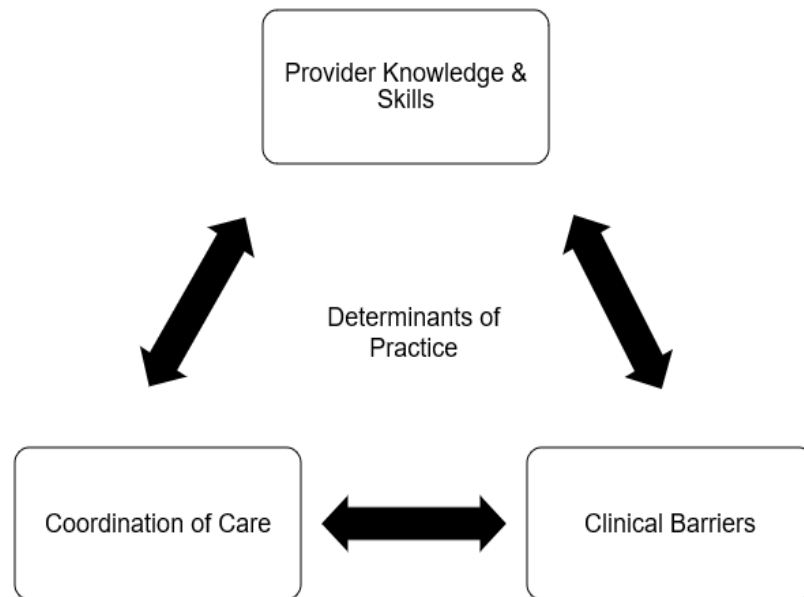 Provider Knowledge &
Skills
Determinants of
Practice
Coordination of Care
Clinical Barriers